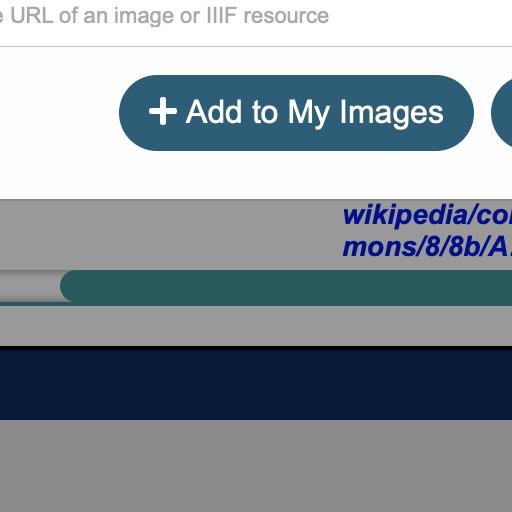 URL of an image or IIIF resource
Add to My Images
wikipedia/co
mons/8/8b/A